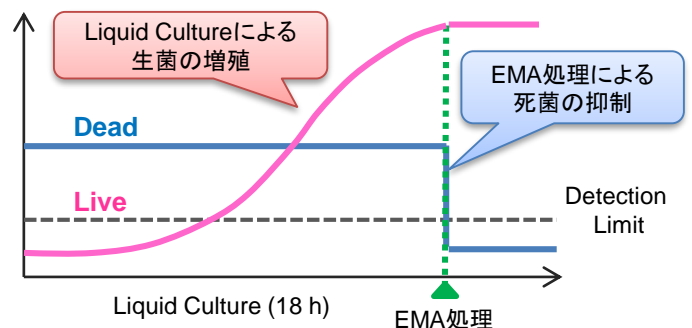 Liquid Cultureによる
生菌の増殖
EMA処理による
死菌の抑制
Dead
Live
Detection
Limit
Liquid Culture (18 h)
EMA処理